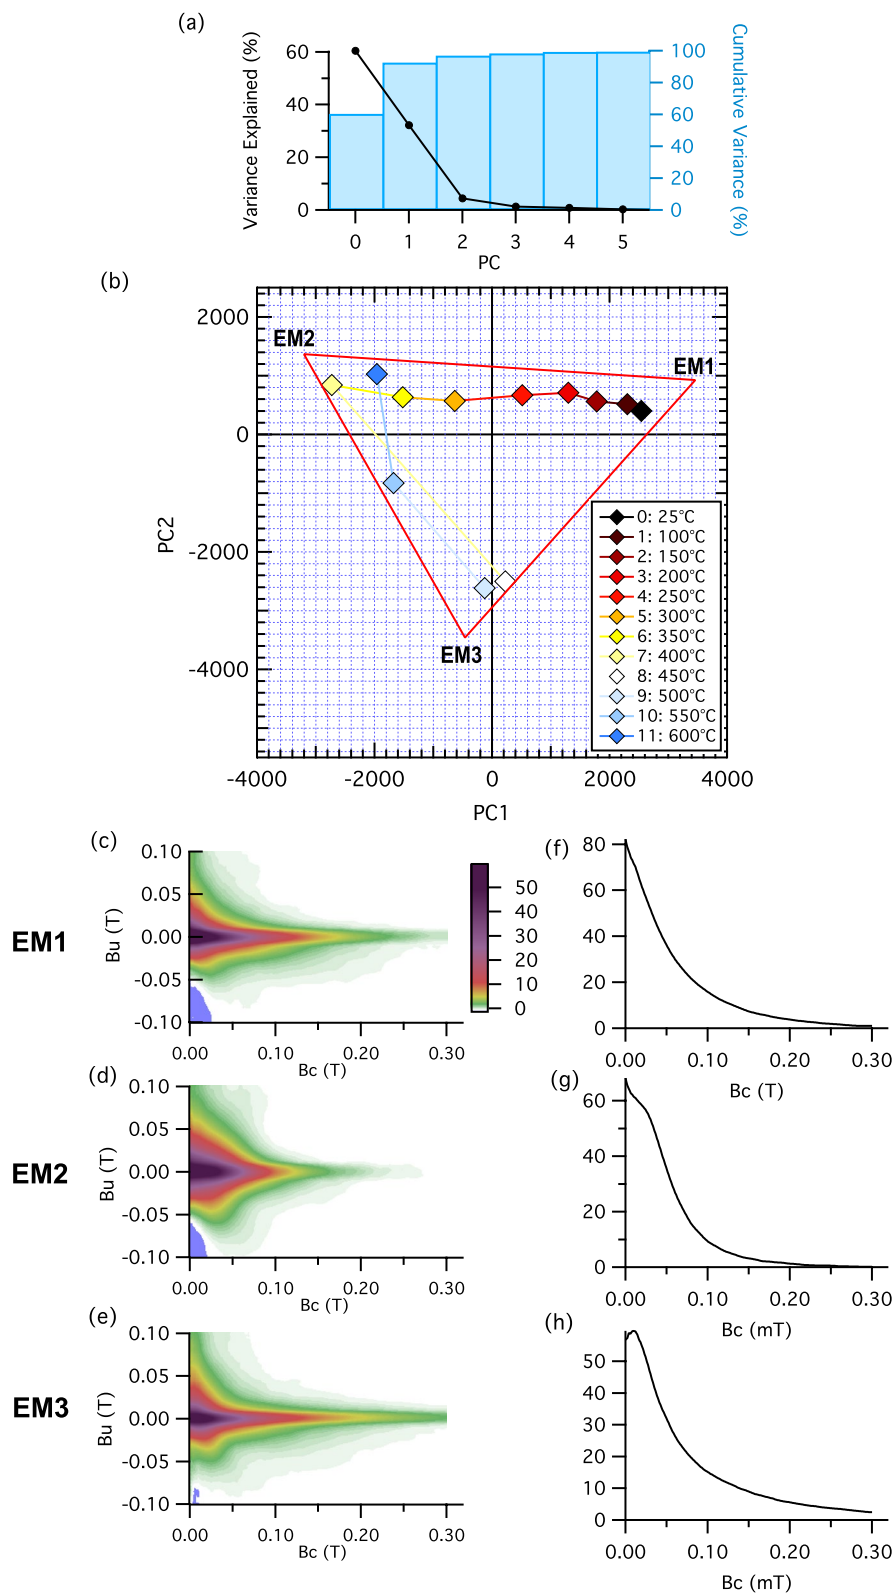 (a)
Variance Explained (%)
60
40
20
0
100
80
60
40
20
0
Cumulative Variance (%)
0 1 2 3 4 5
PC
(b)
2000
0
-2000
-4000
PC2
EM2
EM1
EM3
0: 25°C
1: 100°C
2: 150°C
3: 200°C
4: 250°C
5: 300°C
6: 350°C
7: 400°C
8: 450°C
9: 500°C
10: 550°C
11: 600°C
-4000 -2000 0 2000 4000
PC1
(c)
EM1
Bu (T)
0.10
0.05
0.00
-0.05
-0.10
0.00 0.10 0.20 0.30
Bc (T)
50
40
30
20
10
0
(f)
80
60
40
20
0
0.00 0.10 0.20 0.30
Bc (T)
(d)
EM2
Bu (T)
0.10
0.05
0.00
-0.05
-0.10
0.00 0.10 0.20 0.30
Bc (T)
(g)
60
40
20
0
0.00 0.10 0.20 0.30
Bc (mT)
(e)
EM3
Bu (T)
0.10
0.05
0.00
-0.05
-0.10
0.00 0.10 0.20 0.30
Bc (T)
(h)
50
40
30
20
10
0
0.00 0.10 0.20 0.30
Bc (mT)